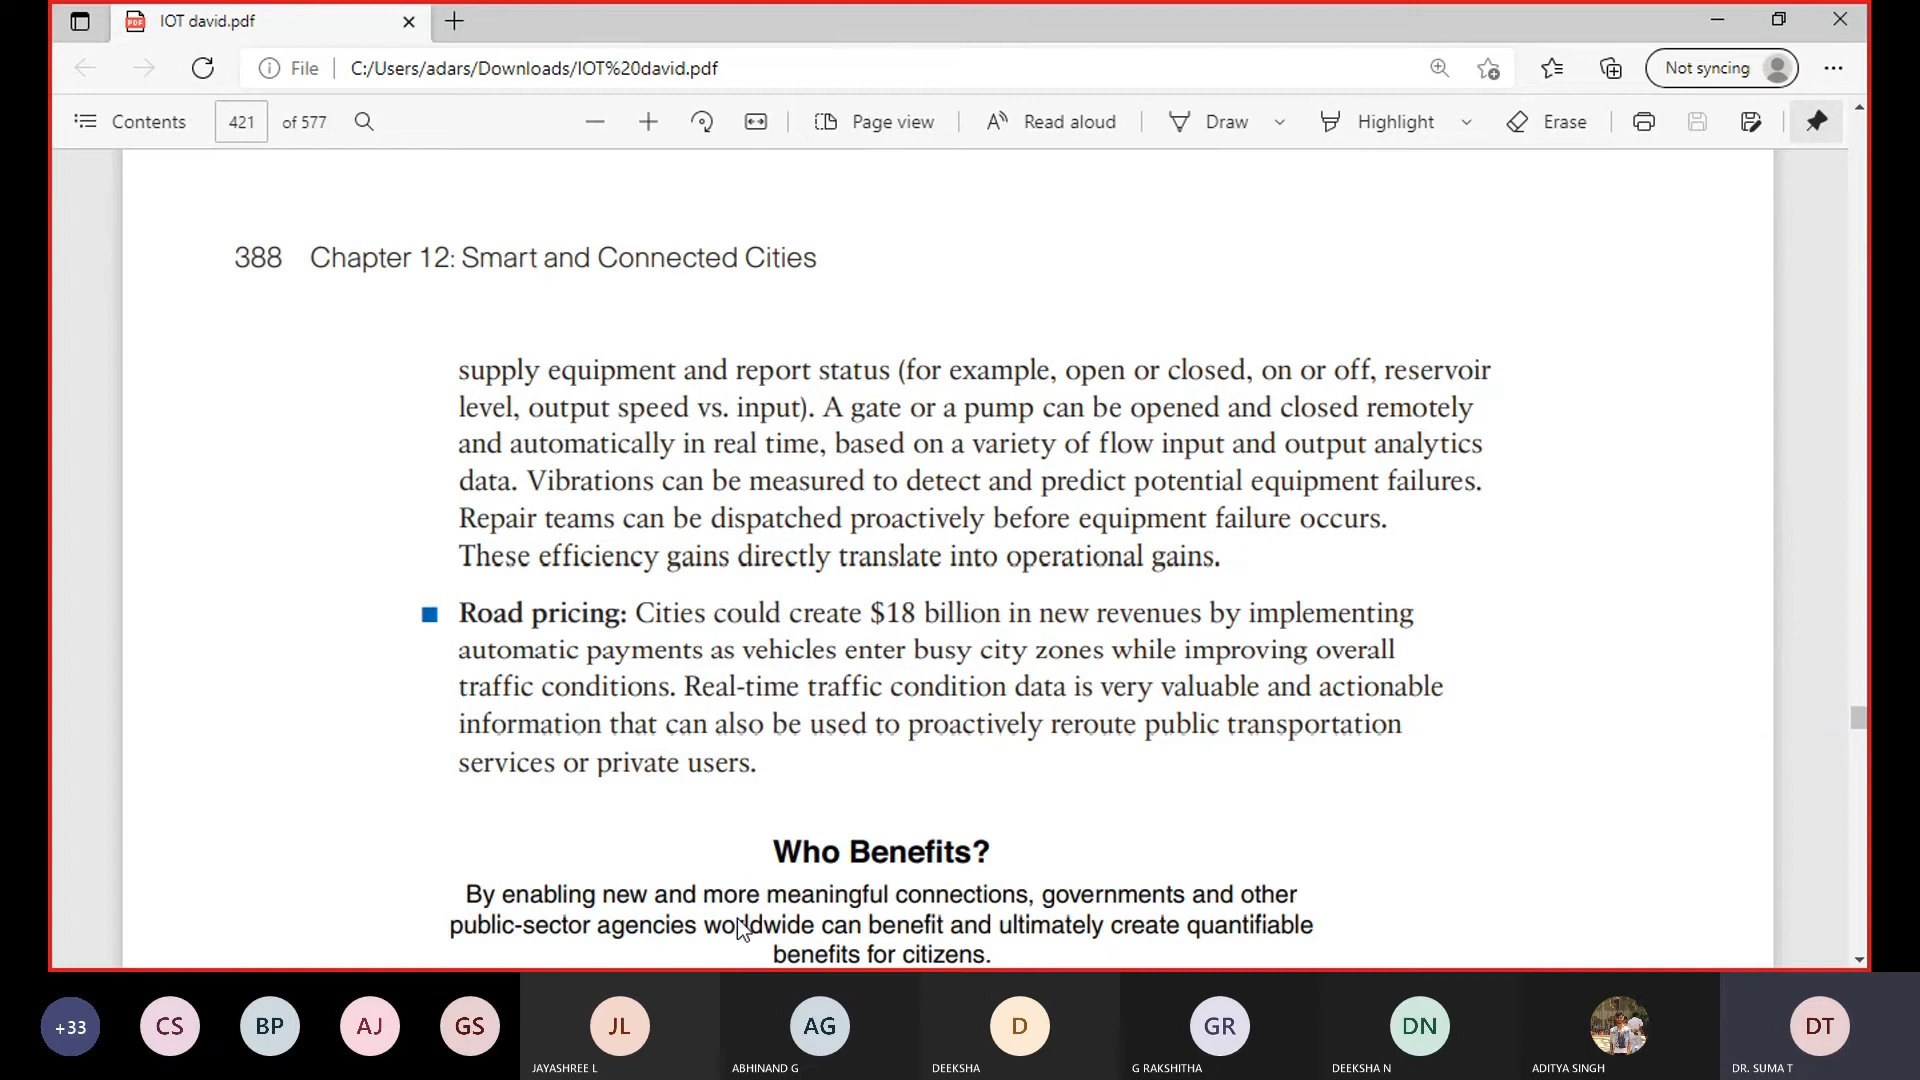 IOT david.pdf
File
C:/Users/adars/Downloads/IOT%20david.pdf
Not syncing
Contents
421
of 577
Page view
Read aloud
Draw
Highlight
Erase
388 Chapter 12: Smart and Connected Cities
supply equipment and report status (for example, open or closed, on or off, reservoir
level, output speed vs. input). A gate or a pump can be opened and closed remotely
and automatically in real time, based on a variety of flow input and output analytics
data. Vibrations can be measured to detect and predict potential equipment failures.
Repair teams can be dispatched proactively before equipment failure occurs.
These efficiency gains directly translate into operational gains.
Road pricing: Cities could create $18 billion in new revenues by implementing
automatic payments as vehicles enter busy city zones while improving overall
traffic conditions. Real-time traffic condition data is very valuable and actionable
information that can also be used to proactively reroute public transportation
services or private users.
Who Benefits?
By enabling new and more meaningful connections, governments and other
public-sector agencies worldwide can benefit and ultimately create quantifiable
benefits for citizens.
+33
CS
BP
AJ
GS
JL
AG
D
GR
DN
DT
JAYASHREE L
ABHINAND G
DEEKSHA
G RAKSHITHA
DEEKSHA N
ADITYA SINGH
DR. SUMA T